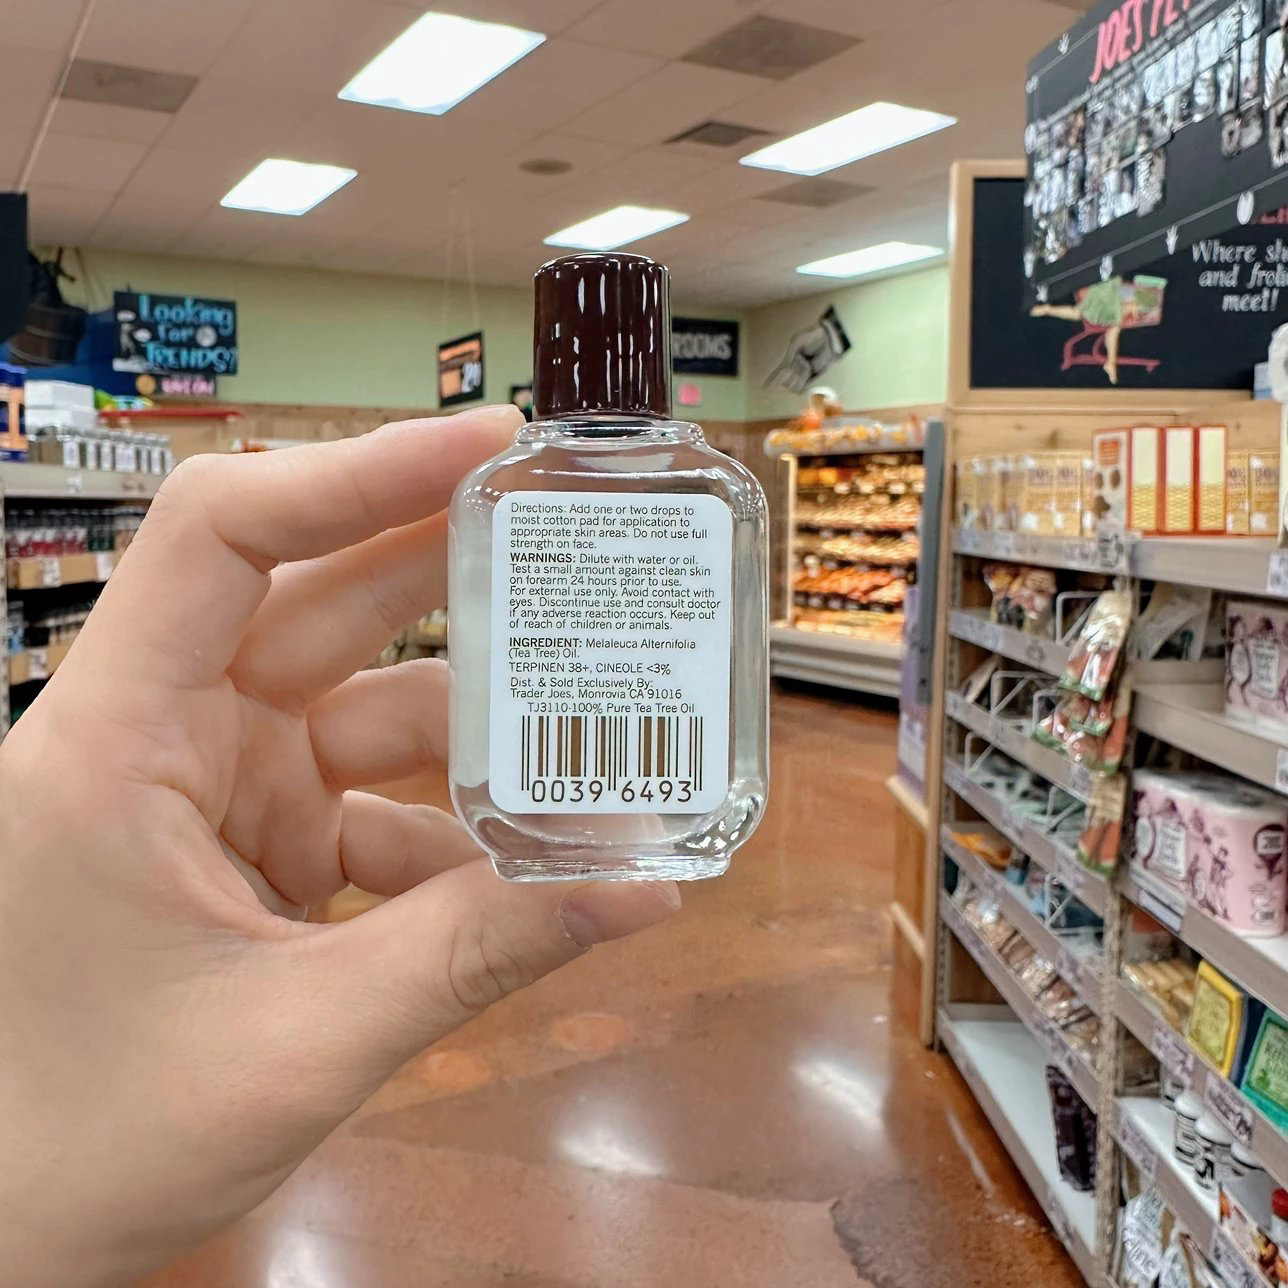 JOE'S PE
Where sh
and frolic
meet!
Looking
for
TRENDS?
ROOMS
Directions: Add one or two drops to
moist cotton pad for application to
appropriate skin areas. Do not use full
strength on face.
WARNINGS: Dilute with water or oil.
Test a small amount against clean skin
on forearm 24 hours prior to use.
For external use only. Avoid contact with
eyes. Discontinue use and consult doctor
if any adverse reaction occurs. Keep out
of reach of children or animals.
INGREDIENT: Melaleuca Alternifolia
(Tea Tree) Oil.
TERPINEN 38+, CINEOLE <3%
Dist. & Sold Exclusively By:
Trader Joes, Monrovia CA 91016
TJ3110-100% Pure Tea Tree Oil
0039 6493